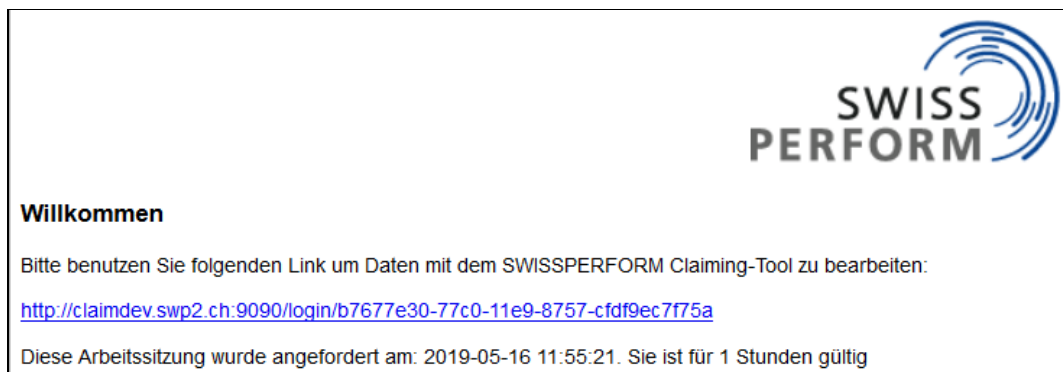 SWISS
PERFORM
Willkommen
Bitte benutzen Sie folgenden Link um Daten mit dem SWISSPERFORM Claiming-Tool zu bearbeiten:
http://claimdev.swp2.ch:9090/login/b7677e30-77c0-11e9-8757-cfdf9ec7f75a
Diese Arbeitssitzung wurde angefordert am: 2019-05-16 11:55:21. Sie ist für 1 Stunden gültig